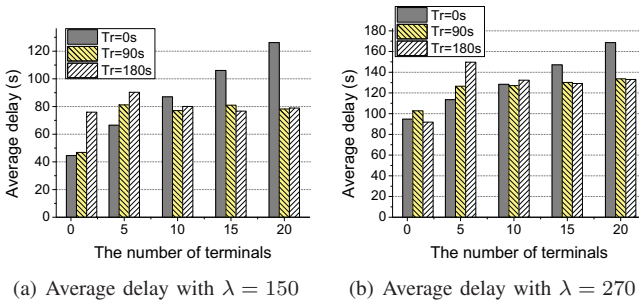 Tr=0s
Tr=90s
Tr=180s
Average delay (s)
120
100
80
60
40
20
0
0 5 10 15 20
The number of terminals
(a) Average delay with λ = 150
Tr=0s
Tr=90s
Tr=180s
Average delay (s)
180
160
140
120
100
80
60
40
20
0
0 5 10 15 20
The number of terminals
(b) Average delay with λ = 270